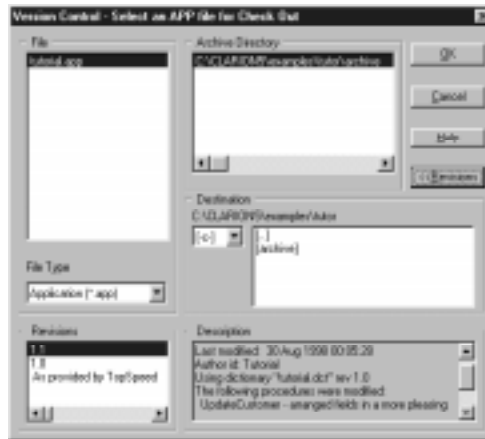 Version Control - Select an APP file for Check Out
File
tutorial.app
Archive Directory
C:\CLARION5\examples\tutor\archive
OK
Cancel
Help
<< Revisions
Destination
C:\CLARION5\examples\tutor
[-c-]
[..]
[archive]
File Type
Application (*.app)
Revisions
1.1
1.0
As provided by TopSpeed
Description
Last modified: 30 Aug 1998 00:05:28
Author id: Tutorial
Using dictionary "tutorial.dct" rev 1.0
The following procedures were modified:
UpdateCustomer - arranged fields in a more pleasing